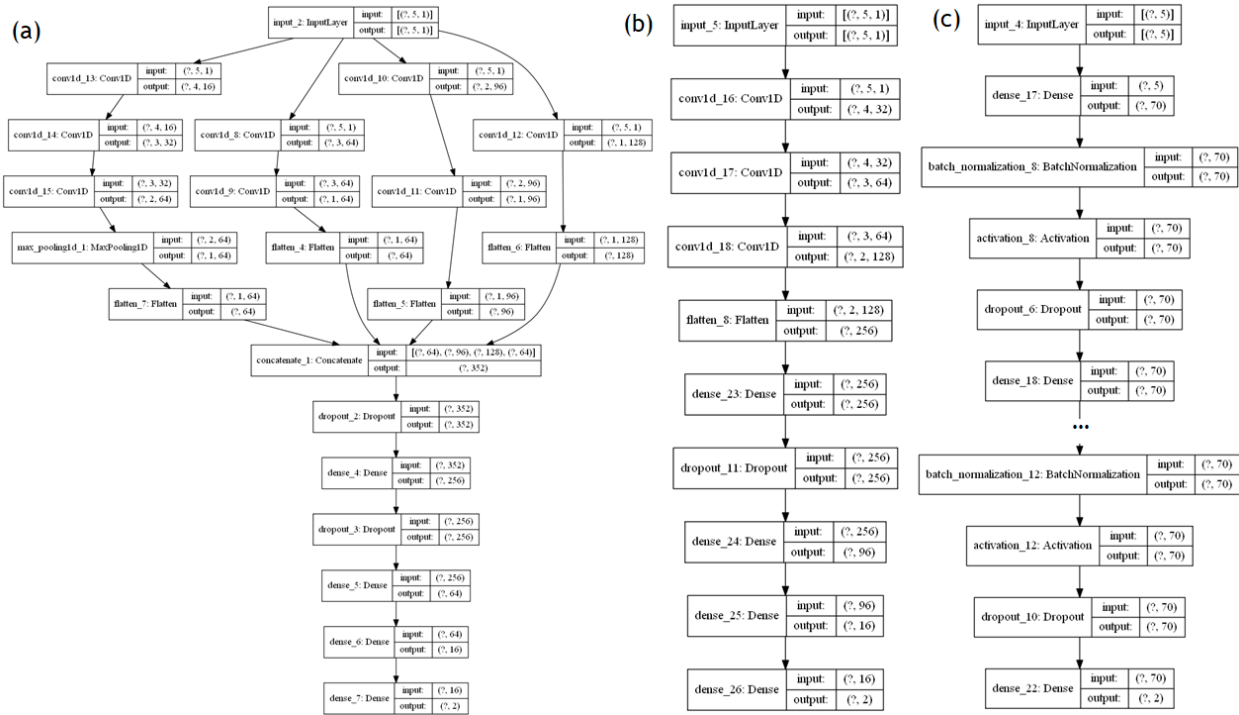 (a)
input_2: InputLayer
input: [(?, 5, 1)]
output: [(?, 5, 1)]
conv1d_13: Conv1D
input: (?, 5, 1)
output: (?, 4, 16)
conv1d_10: Conv1D
input: (?, 5, 1)
output: (?, 2, 96)
conv1d_14: Conv1D
input: (?, 4, 16)
output: (?, 3, 32)
conv1d_8: Conv1D
input: (?, 5, 1)
output: (?, 3, 64)
conv1d_12: Conv1D
input: (?, 5, 1)
output: (?, 1, 128)
conv1d_15: Conv1D
input: (?, 3, 32)
output: (?, 2, 64)
conv1d_9: Conv1D
input: (?, 3, 64)
output: (?, 1, 64)
conv1d_11: Conv1D
input: (?, 2, 96)
output: (?, 1, 96)
max_pooling1d_1: MaxPooling1D
input: (?, 2, 64)
output: (?, 1, 64)
flatten_4: Flatten
input: (?, 1, 64)
output: (?, 64)
flatten_6: Flatten
input: (?, 1, 128)
output: (?, 128)
flatten_7: Flatten
input: (?, 1, 64)
output: (?, 64)
flatten_5: Flatten
input: (?, 1, 96)
output: (?, 96)
concatenate_1: Concatenate
input: [(?, 64), (?, 96), (?, 128), (?, 64)]
output: (?, 352)
dropout_2: Dropout
input: (?, 352)
output: (?, 352)
dense_4: Dense
input: (?, 352)
output: (?, 256)
dropout_3: Dropout
input: (?, 256)
output: (?, 256)
dense_5: Dense
input: (?, 256)
output: (?, 64)
dense_6: Dense
input: (?, 64)
output: (?, 16)
dense_7: Dense
input: (?, 16)
output: (?, 2)
(b)
input_5: InputLayer
input: [(?, 5, 1)]
output: [(?, 5, 1)]
conv1d_16: Conv1D
input: (?, 5, 1)
output: (?, 4, 32)
conv1d_17: Conv1D
input: (?, 4, 32)
output: (?, 3, 64)
conv1d_18: Conv1D
input: (?, 3, 64)
output: (?, 2, 128)
flatten_8: Flatten
input: (?, 2, 128)
output: (?, 256)
dense_23: Dense
input: (?, 256)
output: (?, 256)
dropout_11: Dropout
input: (?, 256)
output: (?, 256)
dense_24: Dense
input: (?, 256)
output: (?, 96)
dense_25: Dense
input: (?, 96)
output: (?, 16)
dense_26: Dense
input: (?, 16)
output: (?, 2)
(c)
input_4: InputLayer
input: [(?, 5)]
output: [(?, 5)]
dense_17: Dense
input: (?, 5)
output: (?, 70)
batch_normalization_8: BatchNormalization
input: (?, 70)
output: (?, 70)
activation_8: Activation
input: (?, 70)
output: (?, 70)
dropout_6: Dropout
input: (?, 70)
output: (?, 70)
dense_18: Dense
input: (?, 70)
output: (?, 70)
...
batch_normalization_12: BatchNormalization
input: (?, 70)
output: (?, 70)
activation_12: Activation
input: (?, 70)
output: (?, 70)
dropout_10: Dropout
input: (?, 70)
output: (?, 70)
dense_22: Dense
input: (?, 70)
output: (?, 2)